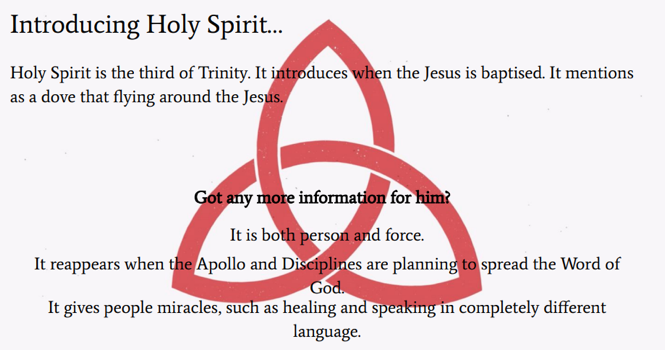 Introducing Holy Spirit...
Holy Spirit is the third of Trinity. It introduces when the Jesus is baptised. It mentions
as a dove that flying around the Jesus.
Got any more information for him?
It is both person and force.
It reappears when the Apollo and Disciplines are planning to spread the Word of
God.
It gives people miracles, such as healing and speaking in completely different
language.